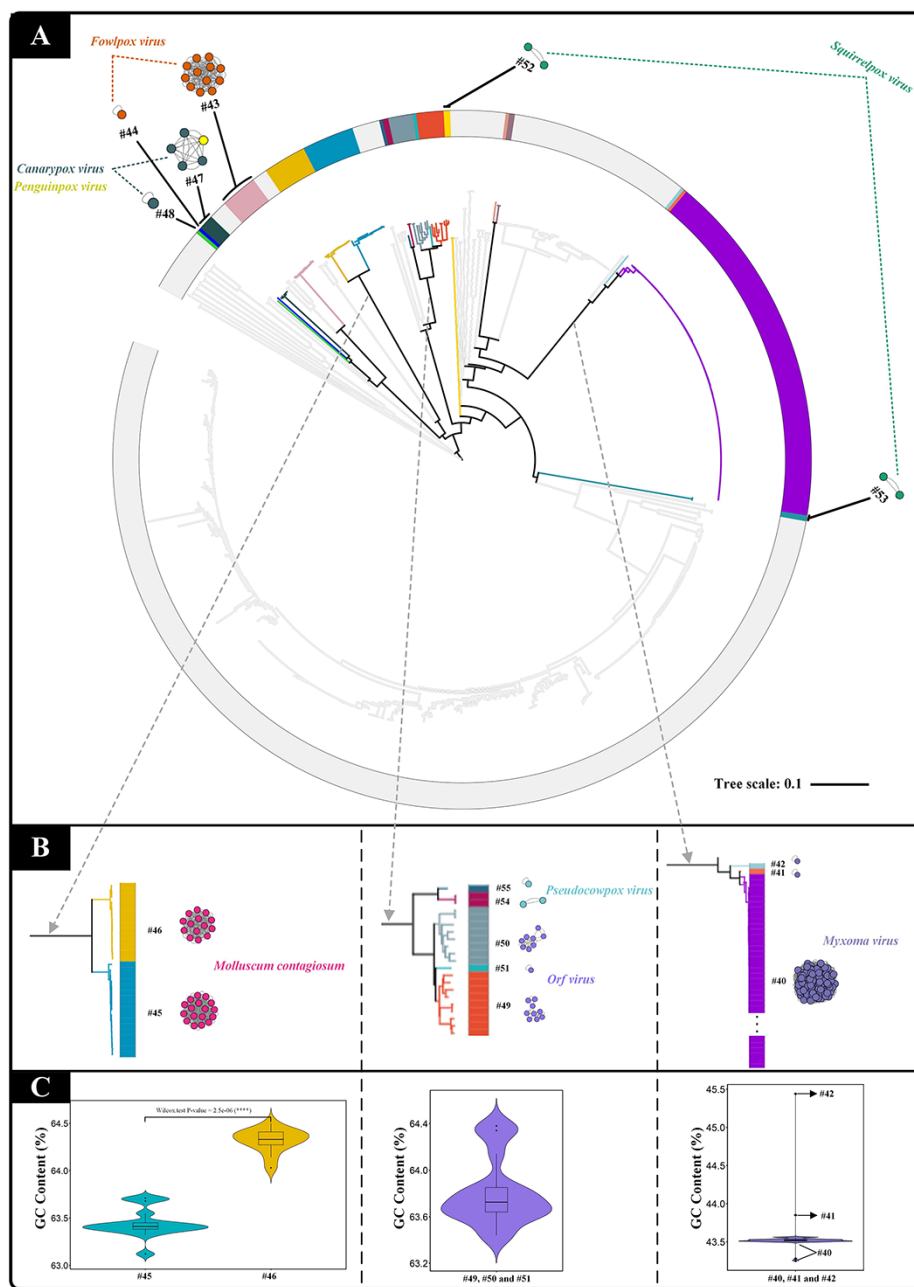 A
Fowlpox virus
#43
#44
#52
Squirrelpox virus
Canarypox virus
Penguinpox virus
#47
#48
#53
Tree scale: 0.1
B
#46
#45
Molluscum contagiosum
#55
#54
#50
#51
#49
Pseudocowpox virus
Orf virus
#42
#41
#40
Myxoma virus
C
Wilcox.test P-value = 2.5e-06 (****)
GC Content (%)
64.5
64.0
63.5
63.0
#45
#46
GC Content (%)
64.4
64.0
63.6
63.2
#49, #50 and #51
GC Content (%)
45.5
45.0
44.5
44.0
43.5
#42
#41
#40
#40, #41 and #42